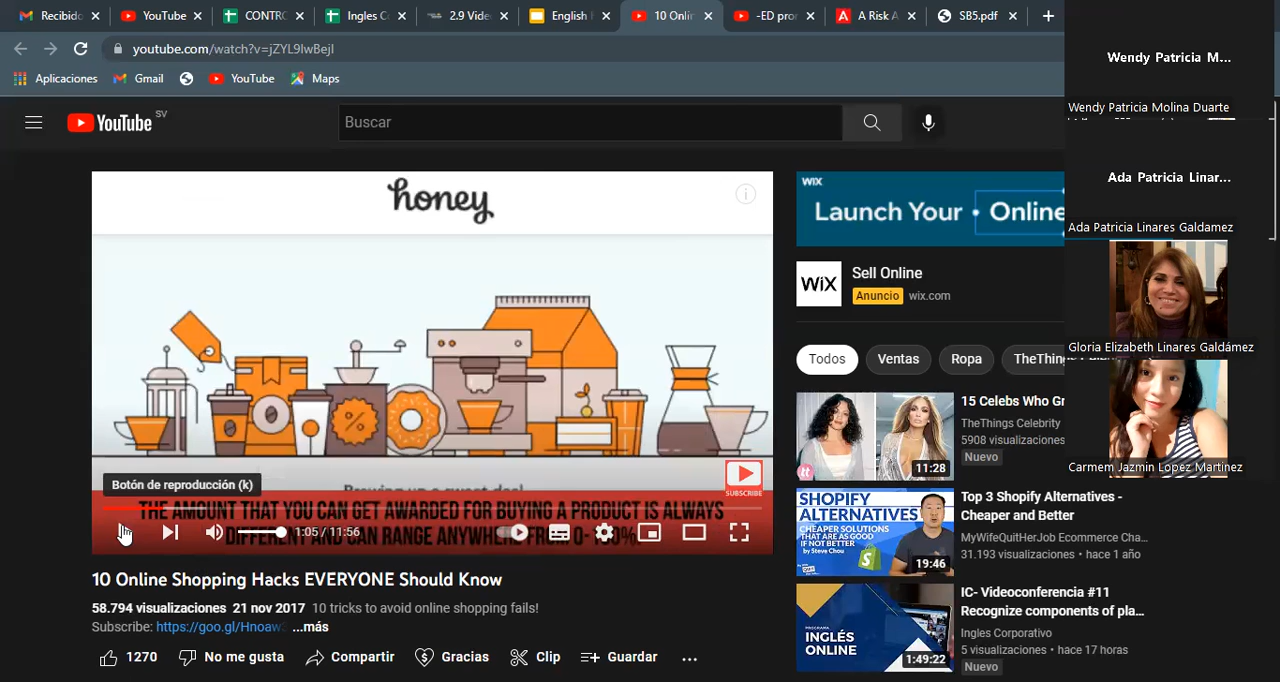 Recibido
YouTube
CONTRO
Ingles C
2.9 Vide
English
10 Onlin
-ED pro
A Risk A
SB5.pdf
youtube.com/watch?v=jZYL9IwBejI
Aplicaciones
Gmail
YouTube
Maps
YouTube SV
Buscar
honey
Botón de reproducción (k)
SUBSCRIBE
THE AMOUNT THAT YOU CAN GET AWARDED FOR BUYING A PRODUCT IS ALWAYS
DIFFERENT AND CAN RANGE ANYWHERE FROM 0- 100%
1:05 / 11:56
10 Online Shopping Hacks EVERYONE Should Know
58.794 visualizaciones 21 nov 2017 10 tricks to avoid online shopping fails!
Subscribe: https://goo.gl/Hnoaw ...más
1270
No me gusta
Compartir
Gracias
Clip
Guardar
WIX
Launch Your Online
WiX
Sell Online
Anuncio wix.com
Todos
Ventas
Ropa
TheThing
15 Celebs Who Gr
TheThings Celebrity
5908 visualizaciones
Nuevo
11:28
SHOPIFY
ALTERNATIVES
CHEAPER SOLUTIONS
THAT ARE AS GOOD
IF NOT BETTER
by Steve Chou
19:46
Top 3 Shopify Alternatives -
Cheaper and Better
MyWifeQuitHerJob Ecommerce Cha...
31.193 visualizaciones • hace 1 año
PROGRAMA
INGLÉS
ONLINE
1:49:22
IC- Videoconferencia #11
Recognize components of pla...
Ingles Corporativo
5 visualizaciones • hace 17 horas
Nuevo
Wendy Patricia M...
Wendy Patricia Molina Duarte
Ada Patricia Linar...
Ada Patricia Linares Galdamez
Gloria Elizabeth Linares Galdámez
Carmem Jazmin Lopez Martinez